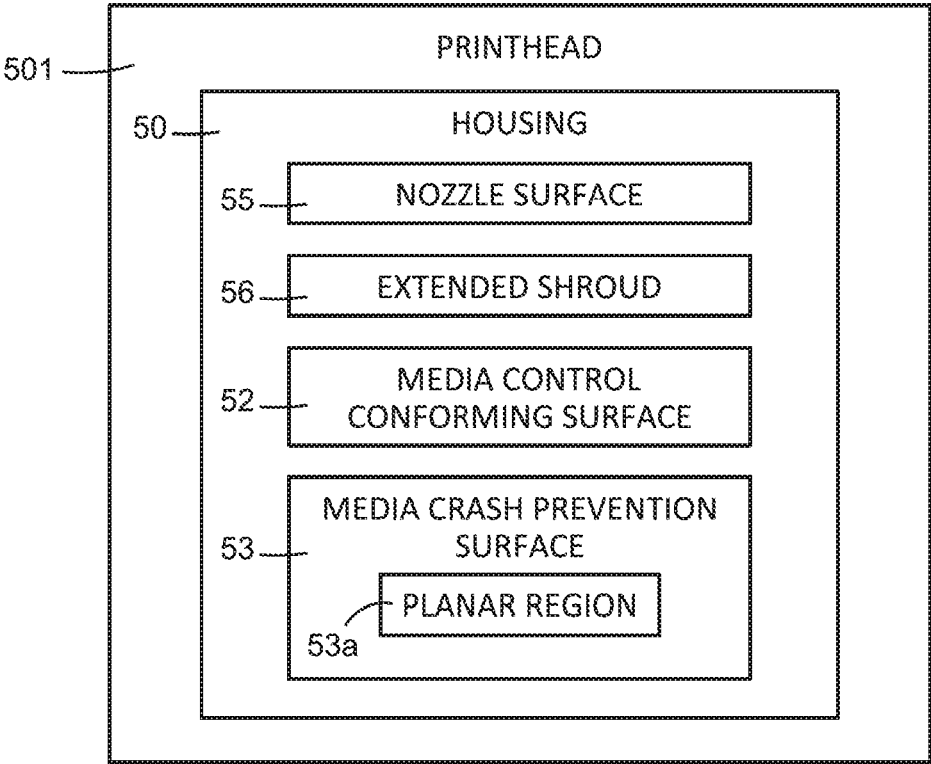 PRINTHEAD
501
HOUSING
50
NOZZLE SURFACE
55
EXTENDED SHROUD
56
MEDIA CONTROL
CONFORMING SURFACE
52
MEDIA CRASH PREVENTION
SURFACE
53
PLANAR REGION
53a